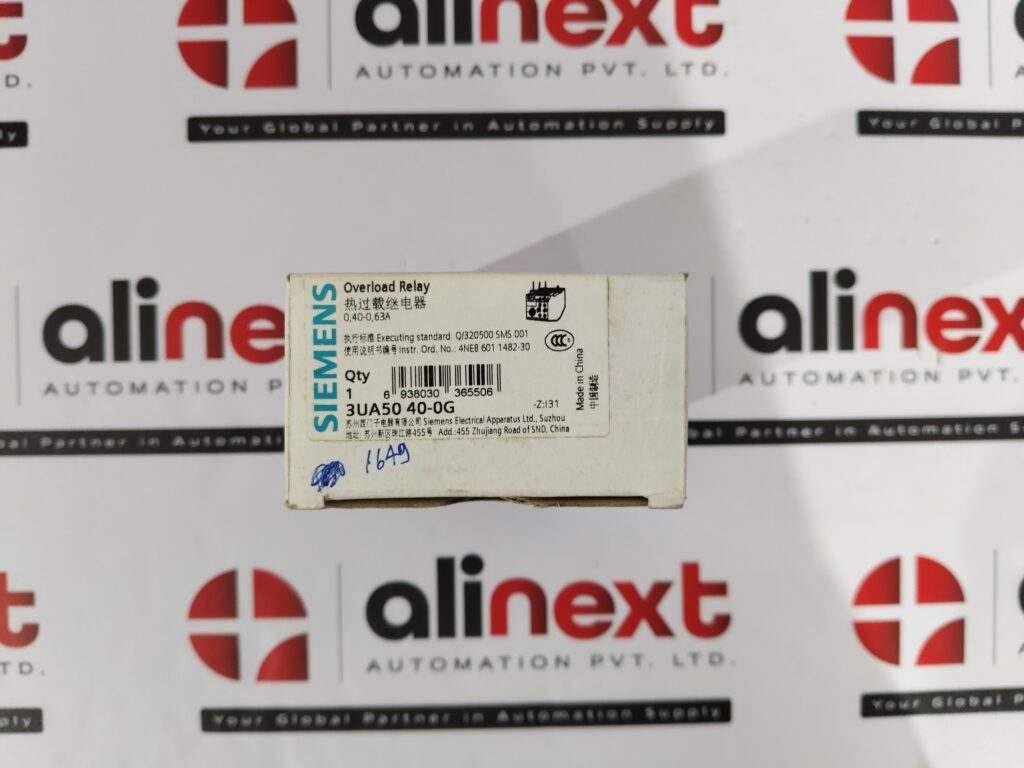 alinext
AUTOMATION PVT. LTD.
Your Global Partner in Automation Supply
Your Global P
SIEMENS
Overload Relay
热过载继电器
0,40-0,63A
执行标准 Executing standard: Q/320500 SMS 001
使用说明书编号 Instr. Ord. No.: 4NEB 601 1482-30
CCC
Qty
1
6 938030 365506
3UA50 40-0G
-Z:I31
Made in China
中国制造
苏州西门子电器有限公司 Siemens Electrical Apparatus Ltd., Suzhou
地址: 苏州新区珠江路455号 Add.:455 Zhujiang Road of SND, China
1649
alinext
AUTOMATION P
alinext
AUTOMATION PVT.
bal Partner in Automation S
alinext
AUTOMATION PVT. LTD.
Your Global Partner in Automation Supply
Your Global P